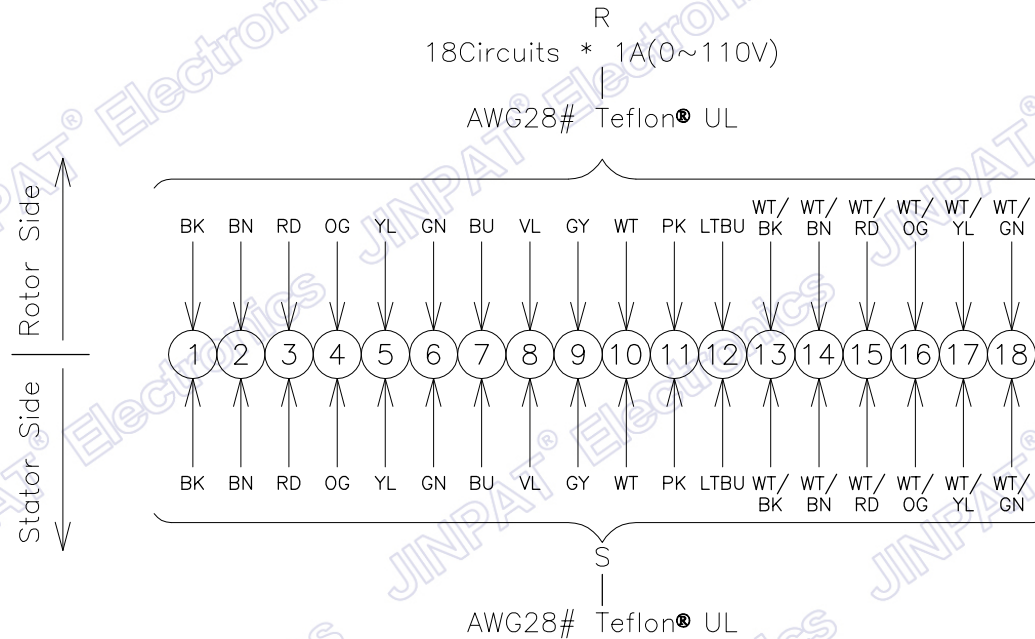 R
18Circuits * 1A(0~110V)
AWG28# Teflon® UL
Rotor Side
BK BN RD OG YL GN BU VL GY WT PK LTBU WT/BK WT/BN WT/RD WT/OG WT/YL WT/GN
1 2 3 4 5 6 7 8 9 10 11 12 13 14 15 16 17 18
Stator Side
BK BN RD OG YL GN BU VL GY WT PK LTBU WT/BK WT/BN WT/RD WT/OG WT/YL WT/GN
S
AWG28# Teflon® UL
JINPAT® Electronics